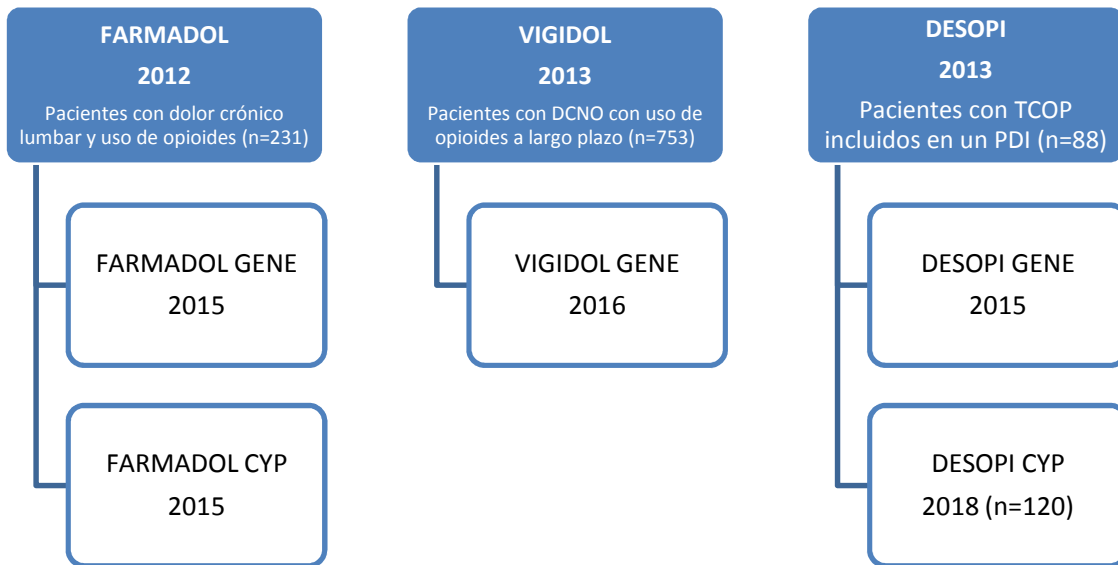 FARMADOL
2012
Pacientes con dolor crónico
lumbar y uso de opioides (n=231)
FARMADOL GENE
2015
FARMADOL CYP
2015
VIGIDOL
2013
Pacientes con DCNO con uso de
opioides a largo plazo (n=753)
VIGIDOL GENE
2016
DESOPI
2013
Pacientes con TCOP
incluidos en un PDI (n=88)
DESOPI GENE
2015
DESOPI CYP
2018 (n=120)